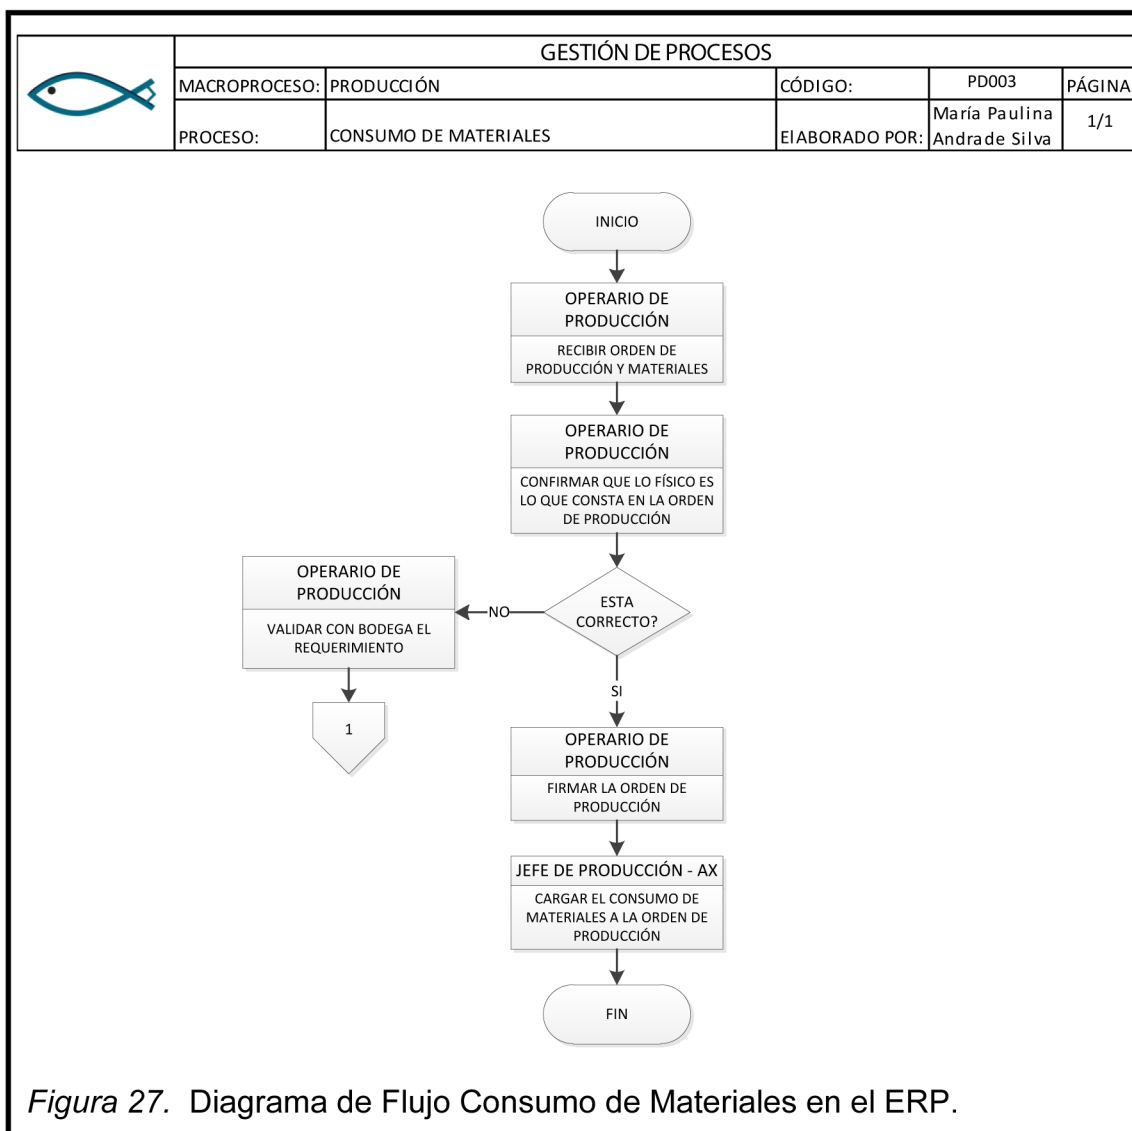 GESTIÓN DE PROCESOS
MACROPROCESO: PRODUCCIÓN CÓDIGO: PD003 PÁGINA
PROCESO: CONSUMO DE MATERIALES ElABORADO POR: María Paulina
Andrade Silva 1/1
INICIO
OPERARIO DE
PRODUCCIÓN
RECIBIR ORDEN DE
PRODUCCIÓN Y MATERIALES
OPERARIO DE
PRODUCCIÓN
CONFIRMAR QUE LO FÍSICO ES
LO QUE CONSTA EN LA ORDEN
DE PRODUCCIÓN
ESTA
CORRECTO?
NO
OPERARIO DE
PRODUCCIÓN
VALIDAR CON BODEGA EL
REQUERIMIENTO
1
SI
OPERARIO DE
PRODUCCIÓN
FIRMAR LA ORDEN DE
PRODUCCIÓN
JEFE DE PRODUCCIÓN - AX
CARGAR EL CONSUMO DE
MATERIALES A LA ORDEN DE
PRODUCCIÓN
FIN
Figura 27. Diagrama de Flujo Consumo de Materiales en el ERP.